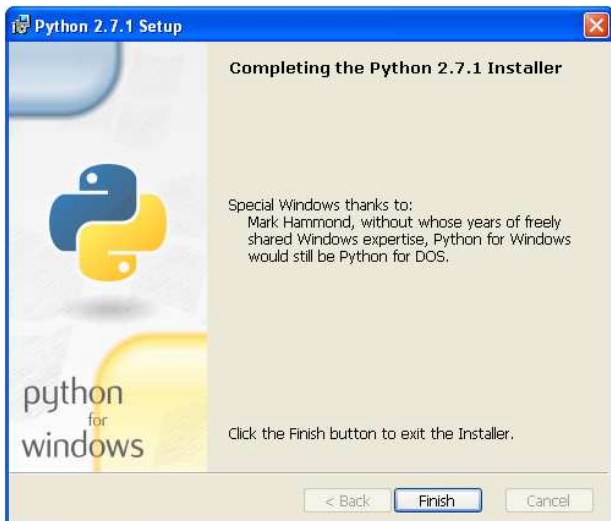 Python 2.7.1 Setup
Completing the Python 2.7.1 Installer
Special Windows thanks to:
Mark Hammond, without whose years of freely
shared Windows expertise, Python for Windows
would still be Python for DOS.
python
for
windows
Click the Finish button to exit the Installer.
< Back
Finish
Cancel